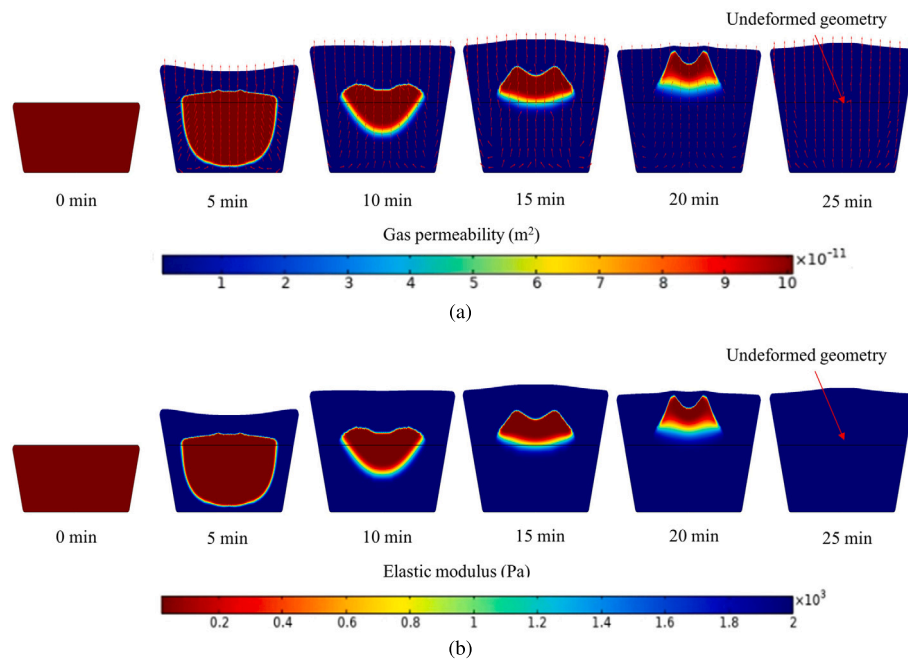 (a)
Undeformed geometry
0 min 5 min 10 min 15 min 20 min 25 min
Gas permeability (m²)
×10⁻¹¹
1 2 3 4 5 6 7 8 9 10
(a)
Undeformed geometry
0 min 5 min 10 min 15 min 20 min 25 min
Elastic modulus (Pa)
×10³
0.2 0.4 0.6 0.8 1 1.2 1.4 1.6 1.8 2
(b)